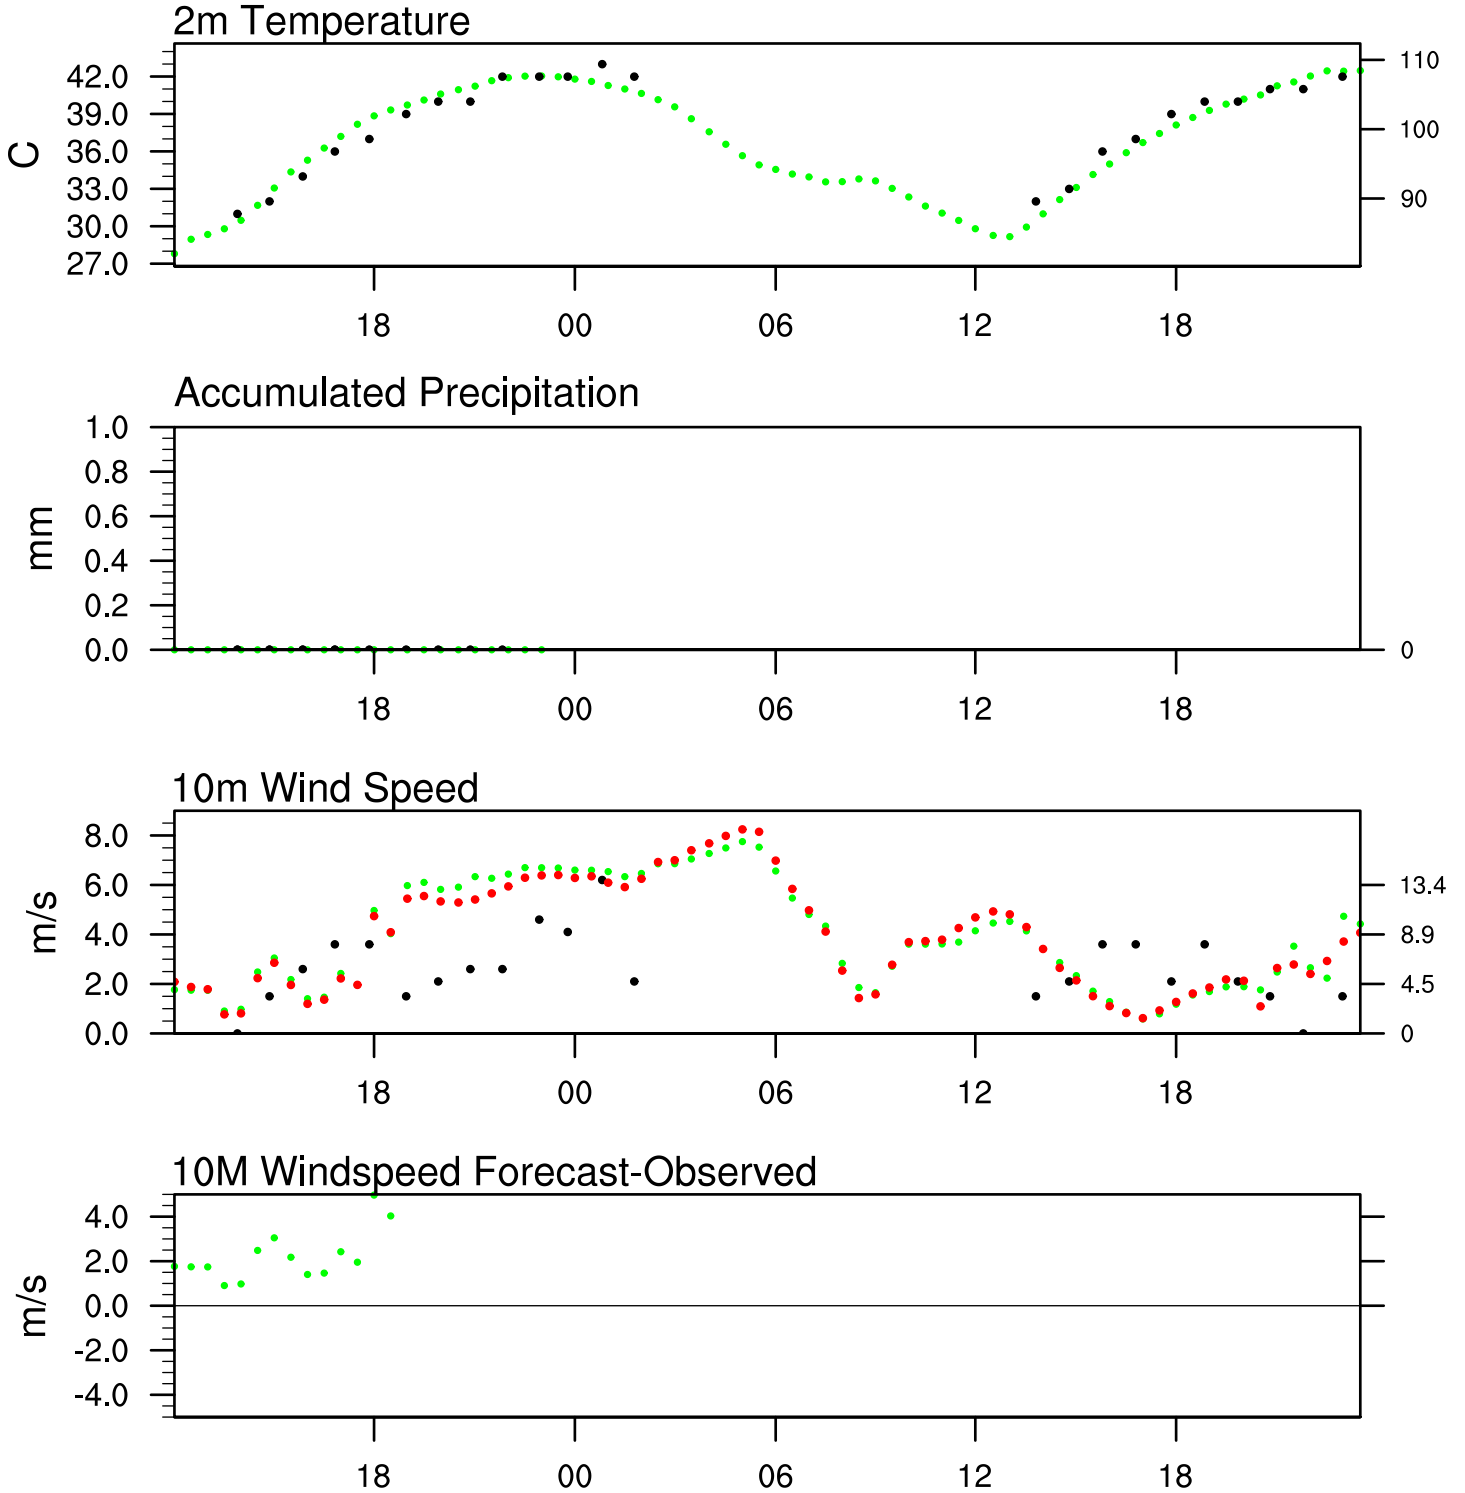 2m Temperature
42.0
39.0
36.0
33.0
30.0
27.0
C
110
100
90
18 00 06 12 18
Accumulated Precipitation
1.0
0.8
0.6
0.4
0.2
0.0
mm
0
18 00 06 12 18
10m Wind Speed
8.0
6.0
4.0
2.0
0.0
m/s
13.4
8.9
4.5
0
18 00 06 12 18
10M Windspeed Forecast-Observed
4.0
2.0
0.0
-2.0
-4.0
m/s
18 00 06 12 18